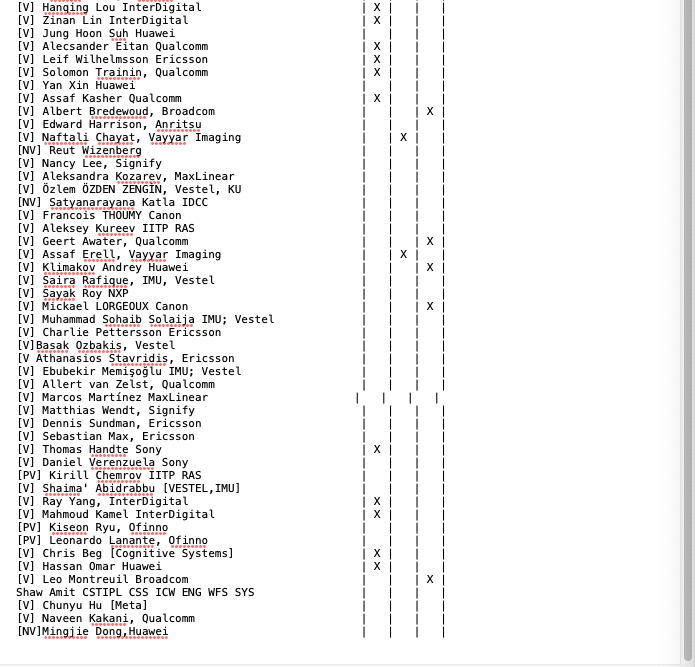 [V] Hanqing Lou InterDigital | X | | |
[V] Zinan Lin InterDigital | X | | |
[V] Jung Hoon Suh Huawei | | | |
[V] Alecsander Eitan Qualcomm | X | | |
[V] Leif Wilhelmsson Ericsson | X | | |
[V] Solomon Trainin, Qualcomm | X | | |
[V] Yan Xin Huawei | | | |
[V] Assaf Kasher Qualcomm | X | | |
[V] Albert Bredewoud, Broadcom | | | X |
[V] Edward Harrison, Anritsu | | | |
[V] Naftali Chayat, Vayyar Imaging | | X | |
[NV] Reut Wizenberg | | | |
[V] Nancy Lee, Signify | | | |
[V] Aleksandra Kozarev, MaxLinear | | | |
[V] Özlem ÖZDEN ZENGİN, Vestel, KU | | | |
[NV] Satyanarayana Katla IDCC | | | |
[V] Francois THOUMY Canon | | | |
[V] Aleksey Kureev IITP RAS | | | |
[V] Geert Awater, Qualcomm | | | X |
[V] Assaf Erell, Vayyar Imaging | | X | |
[V] Klimakov Andrey Huawei | | | X |
[V] Saira Rafique, IMU, Vestel | | | |
[V] Sayak Roy NXP | | | |
[V] Mickael LORGEOUX Canon | | | X |
[V] Muhammad Sohaib Solaija IMU; Vestel | | | |
[V] Charlie Pettersson Ericsson | | | |
[V]Basak Ozbakis, Vestel | | | |
[V Athanasios Stavridis, Ericsson | | | |
[V] Ebubekir Memişoğlu IMU; Vestel | | | |
[V] Allert van Zelst, Qualcomm | | | |
[V] Marcos Martínez MaxLinear | | | |
[V] Matthias Wendt, Signify | | | |
[V] Dennis Sundman, Ericsson | | | |
[V] Sebastian Max, Ericsson | | | |
[V] Thomas Handte Sony | X | | |
[V] Daniel Verenzuela Sony | | | |
[PV] Kirill Chemrov IITP RAS | | | |
[V] Shaima' Abidrabbu [VESTEL,IMU] | | | |
[V] Ray Yang, InterDigital | X | | |
[V] Mahmoud Kamel InterDigital | X | | |
[PV] Kiseon Ryu, Ofinno | | | |
[PV] Leonardo Lanante, Ofinno | | | |
[V] Chris Beg [Cognitive Systems] | X | | |
[V] Hassan Omar Huawei | X | | |
[V] Leo Montreuil Broadcom | | | X |
Shaw Amit CSTIPL CSS ICW ENG WFS SYS | | | |
[V] Chunyu Hu [Meta] | | | |
[V] Naveen Kakani, Qualcomm | | | |
[NV]Mingjie Dong,Huawei | | | |